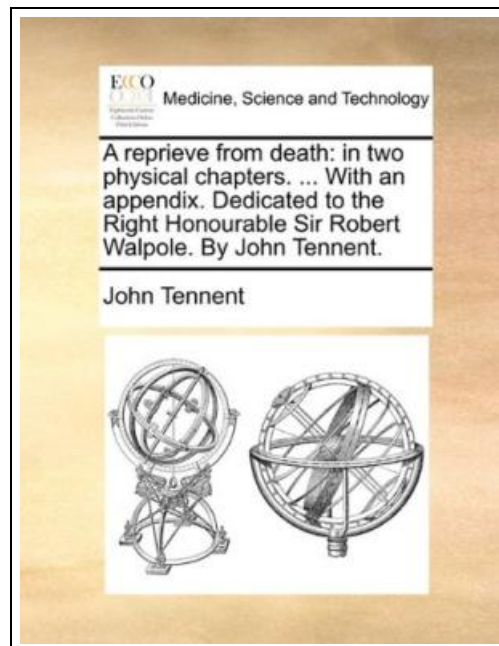 ECCO
Medicine, Science and Technology
A reprieve from death: in two
physical chapters. ... With an
appendix. Dedicated to the
Right Honourable Sir Robert
Walpole. By John Tennent.
John Tennent